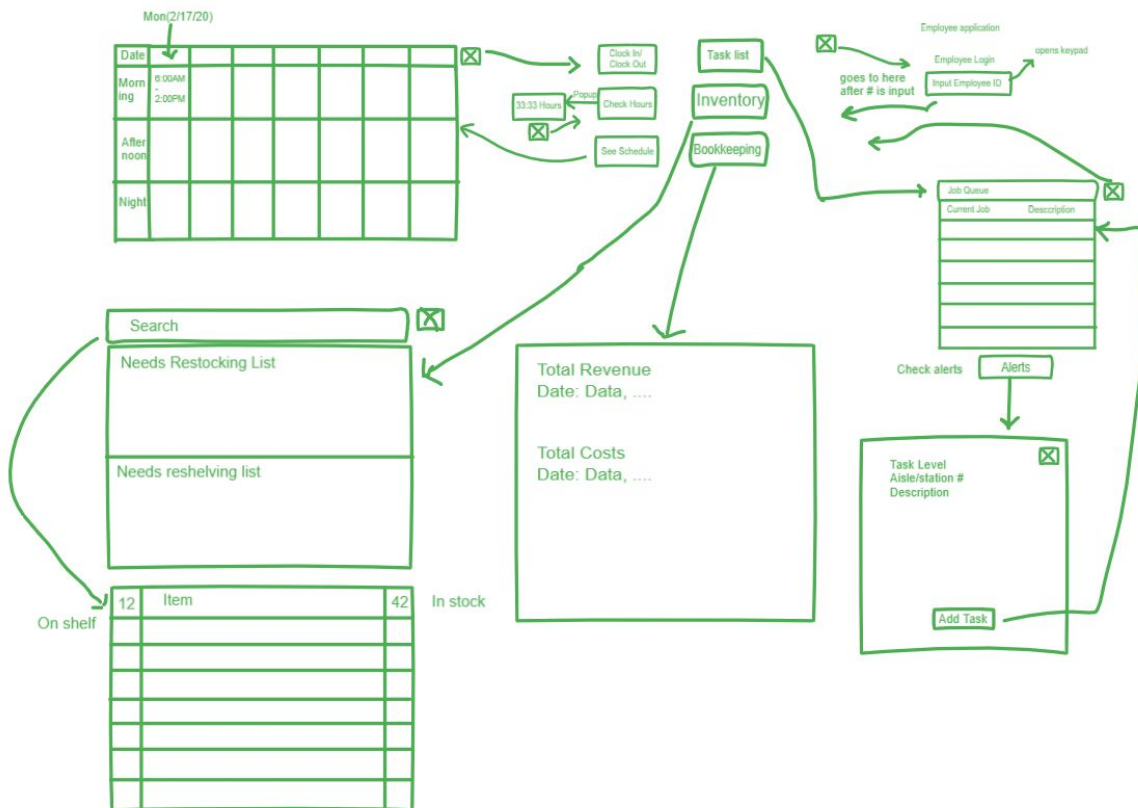 Mon(2/17/20)
Date
Morn
ing
6:00AM
-
2:00PM
After
noon
Night
Clock In/
Clock Out
Popup
33:33 Hours
Check Hours
See Schedule
Task list
Inventory
Bookkeeping
Employee application
Employee Login
opens keypad
Input Employee ID
goes to here
after # is input
Job Queue
Current Job
Desccription
Check alerts
Alerts
Task Level
Aisle/station #
Description
Add Task
Search
Needs Restocking List
Needs reshelving list
On shelf
12
Item
42
In stock
Total Revenue
Date: Data, ....
Total Costs
Date: Data, ....